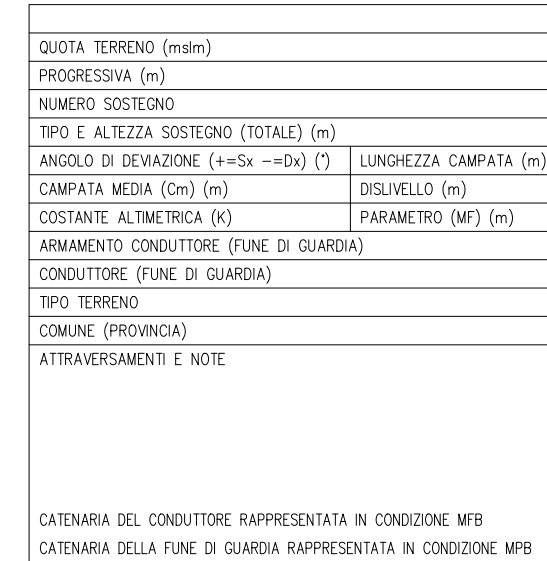 QUOTA TERRENO (mslm)
PROGRESSIVA (m)
NUMERO SOSTEGNO
TIPO E ALTEZZA SOSTEGNO (TOTALE) (m)
ANGOLO DI DEVIAZIONE (+=Sx -=Dx) (°) LUNGHEZZA CAMPATA (m)
CAMPATA MEDIA (Cm) (m) DISLIVELLO (m)
COSTANTE ALTIMETRICA (K) PARAMETRO (MF) (m)
ARMAMENTO CONDUTTORE (FUNE DI GUARDIA)
CONDUTTORE (FUNE DI GUARDIA)
TIPO TERRENO
COMUNE (PROVINCIA)
ATTRAVERSAMENTI E NOTE
CATENARIA DEL CONDUTTORE RAPPRESENTATA IN CONDIZIONE MFB
CATENARIA DELLA FUNE DI GUARDIA RAPPRESENTATA IN CONDIZIONE MPB